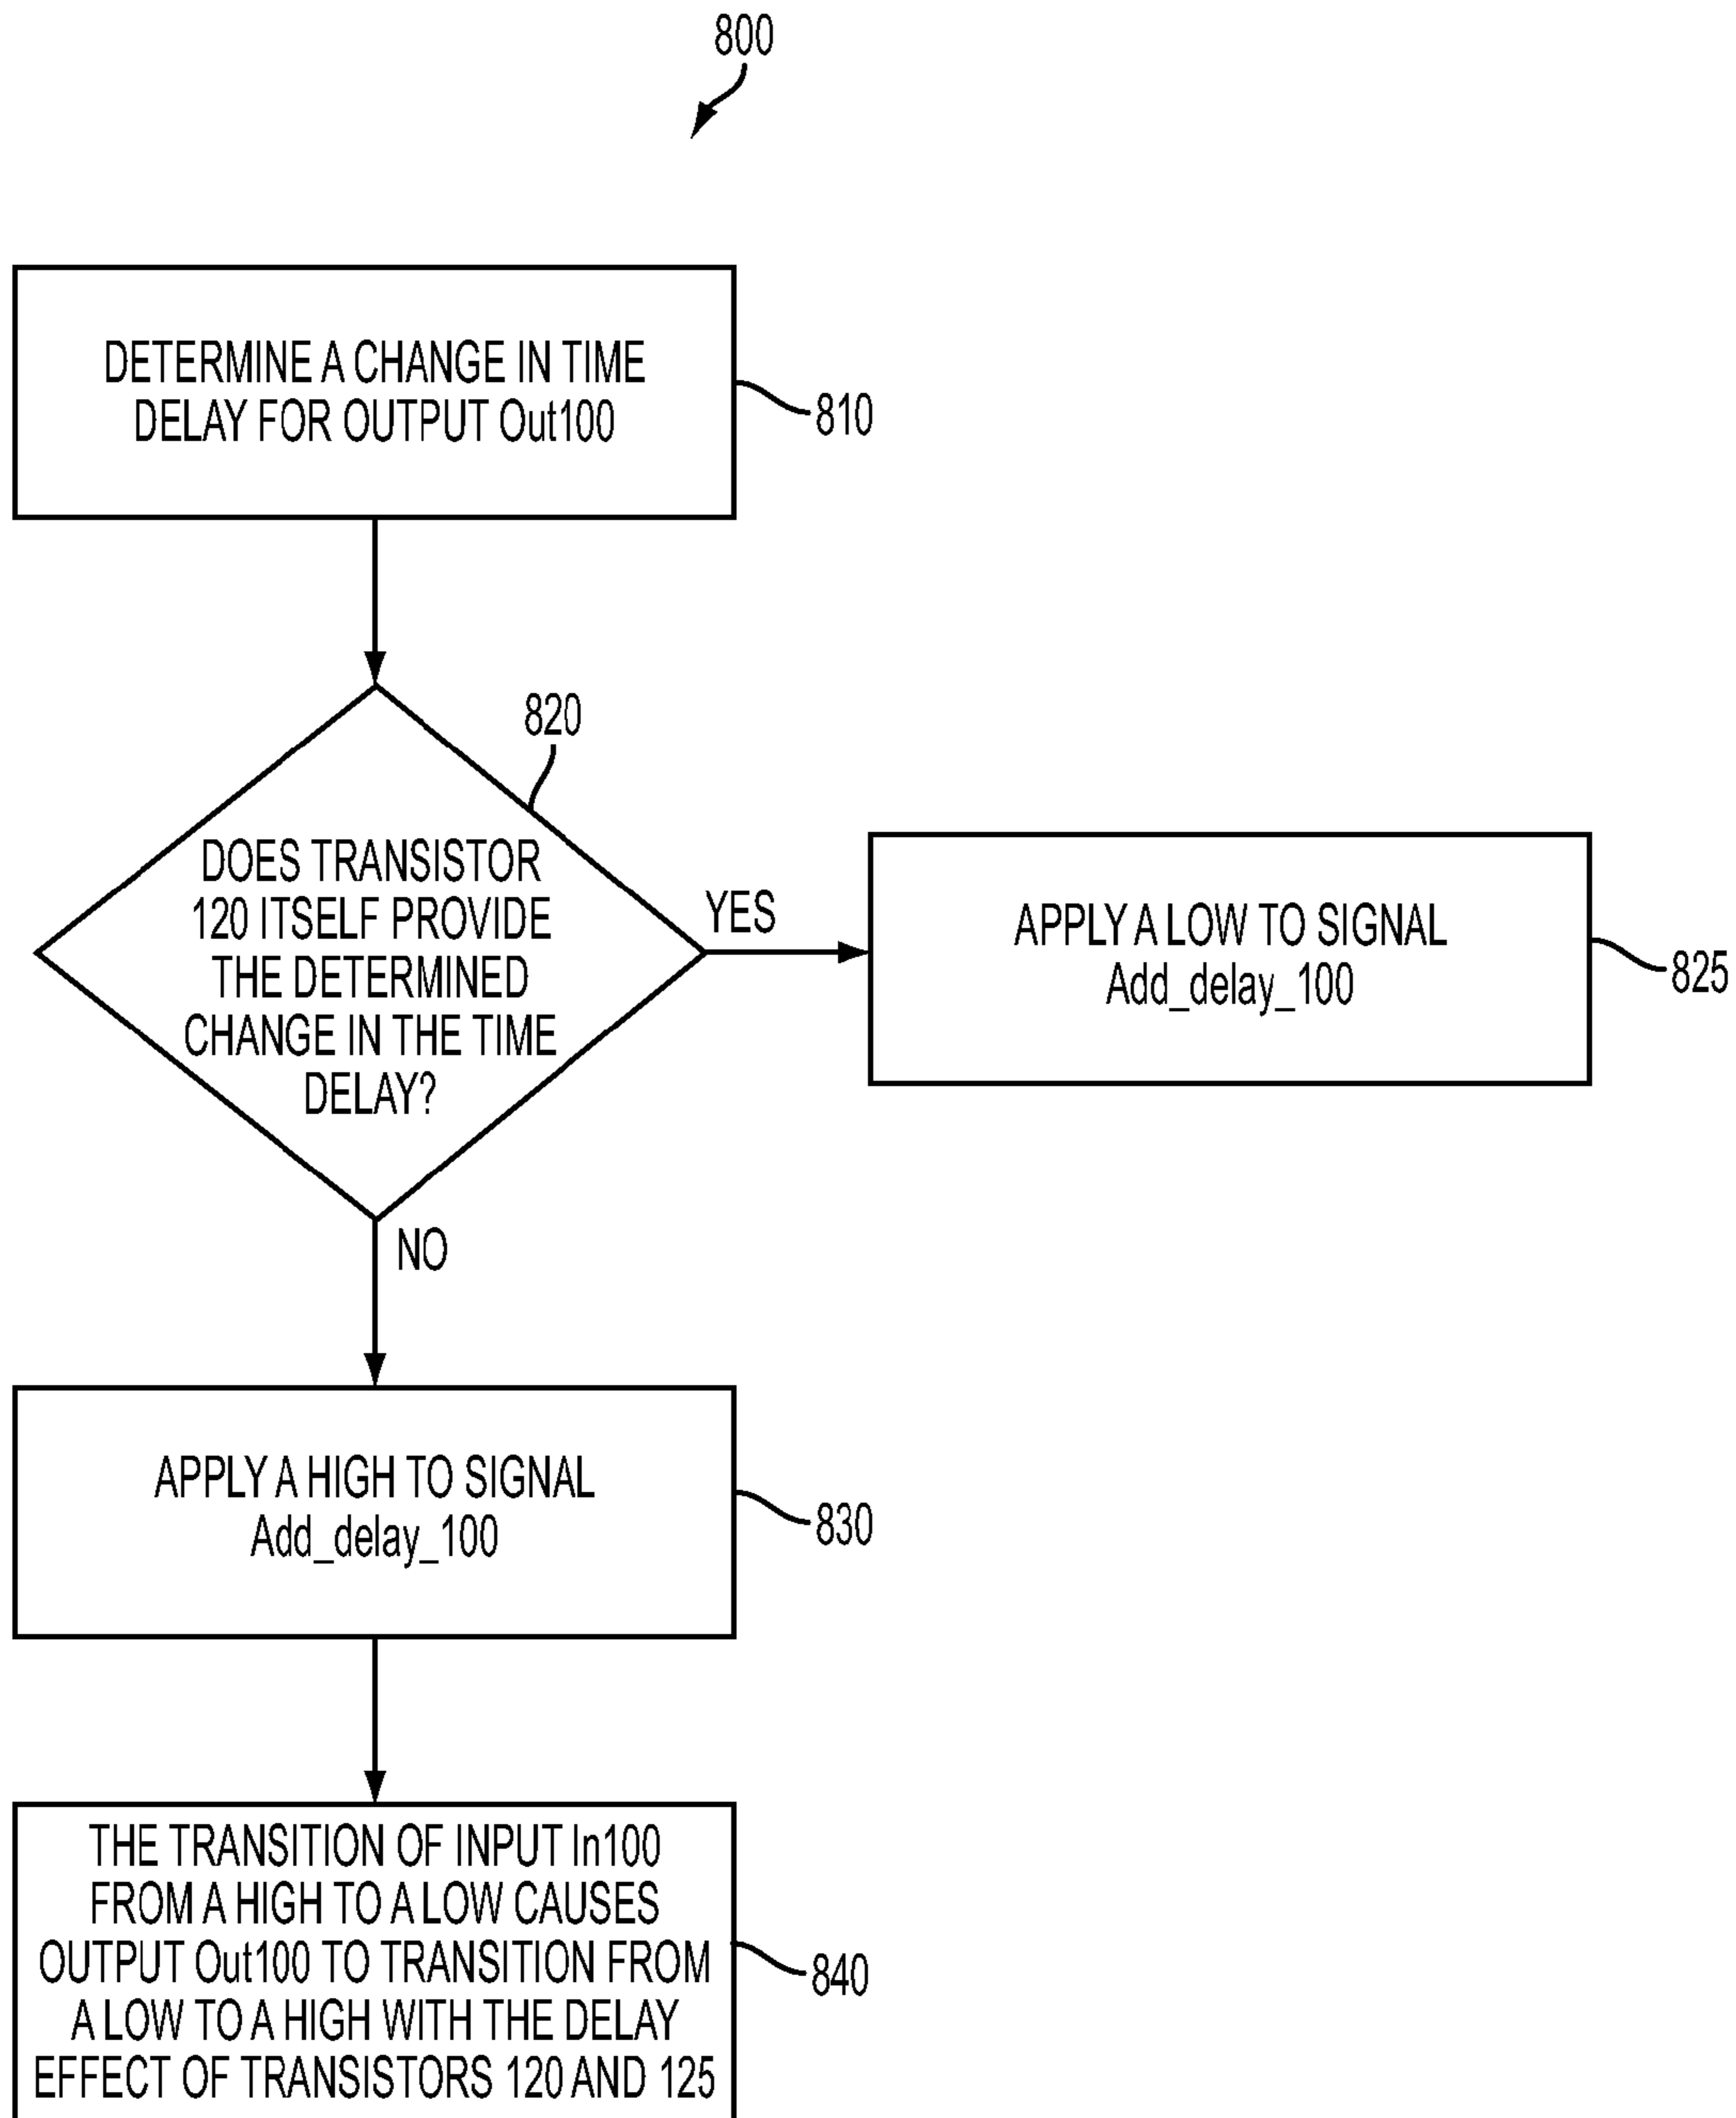 800
DETERMINE A CHANGE IN TIME
DELAY FOR OUTPUT Out100
810
820
DOES TRANSISTOR
120 ITSELF PROVIDE
THE DETERMINED
CHANGE IN THE TIME
DELAY?
YES
APPLY A LOW TO SIGNAL
Add_delay_100
825
NO
APPLY A HIGH TO SIGNAL
Add_delay_100
830
THE TRANSITION OF INPUT In100
FROM A HIGH TO A LOW CAUSES
OUTPUT Out100 TO TRANSITION FROM
A LOW TO A HIGH WITH THE DELAY
EFFECT OF TRANSISTORS 120 AND 125
840